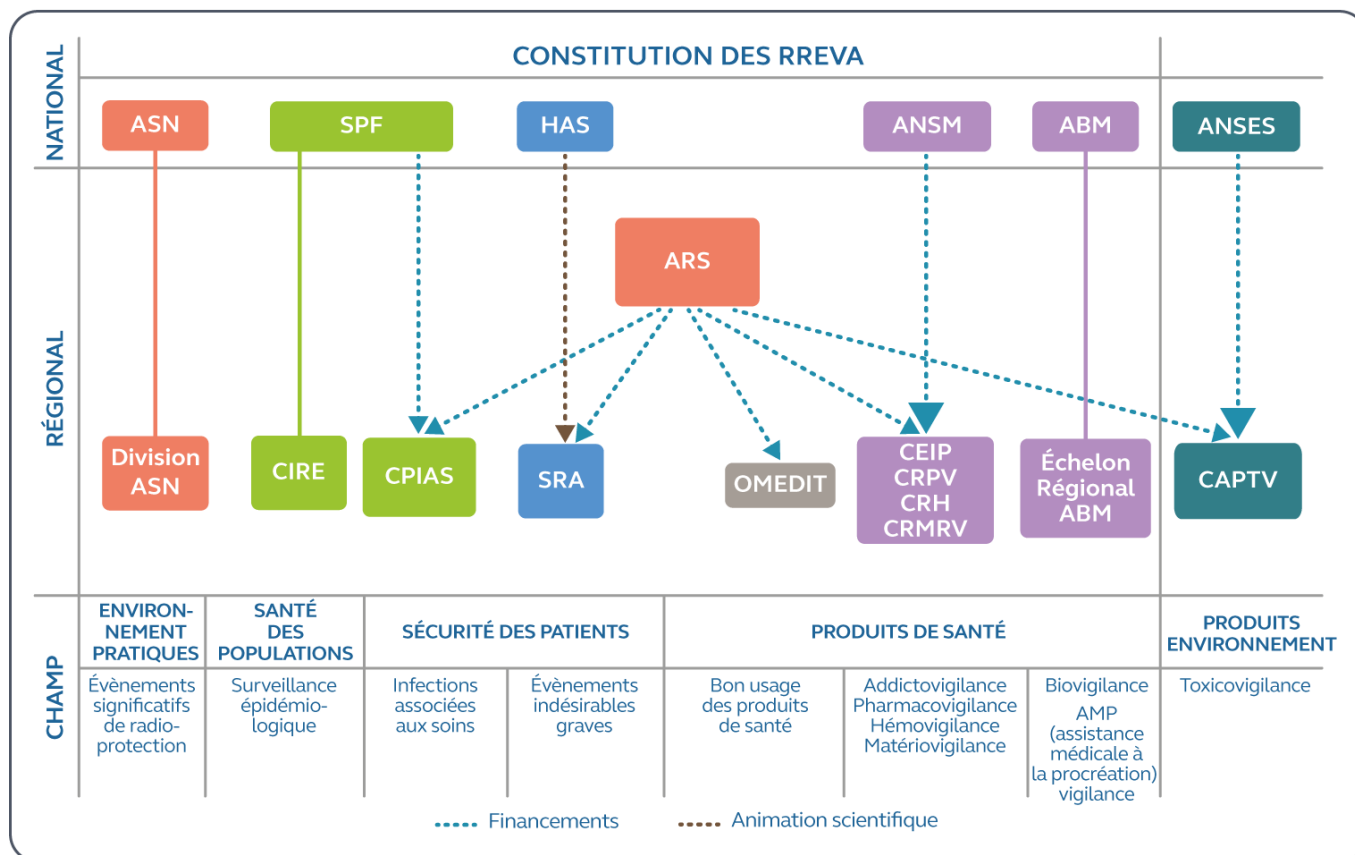 CONSTITUTION DES RREVA
NATIONAL
ASN
SPF
HAS
ANSM
ABM
ANSES
RÉGIONAL
ARS
Division
ASN
CIRE
CPIAS
SRA
OMEDIT
CEIP
CRPV
CRH
CRMRV
Échelon
Régional
ABM
CAPTV
CHAMP
ENVIRON-
NEMENT
PRATIQUES
SANTÉ
DES
POPULATIONS
SÉCURITÉ DES PATIENTS
PRODUITS DE SANTÉ
PRODUITS
ENVIRONNEMENT
Évènements
significatifs
de radio-
protection
Surveillance
épidémio-
logique
Infections
associées
aux soins
Évènements
indésirables
graves
Bon usage
des produits
de santé
Addictovigilance
Pharmacovigilance
Hémovigilance
Matériovigilance
Biovigilance
AMP
(assistance
médicale à
la procréation)
vigilance
Toxicovigilance
Financements
Animation scientifique